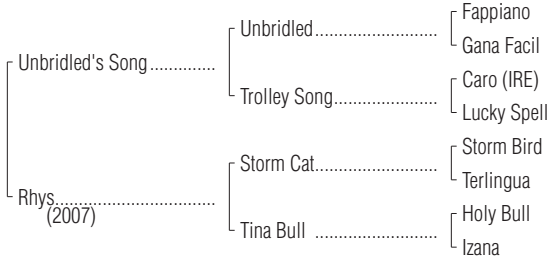 Fappiano
Unbridled........................
Gana Facil
Unbridled's Song.............
Caro (IRE)
Trolley Song....................
Lucky Spell
Storm Bird
Storm Cat........................
Terlingua
Rhys................................
(2007)
Holy Bull
Tina Bull ........................
Izana